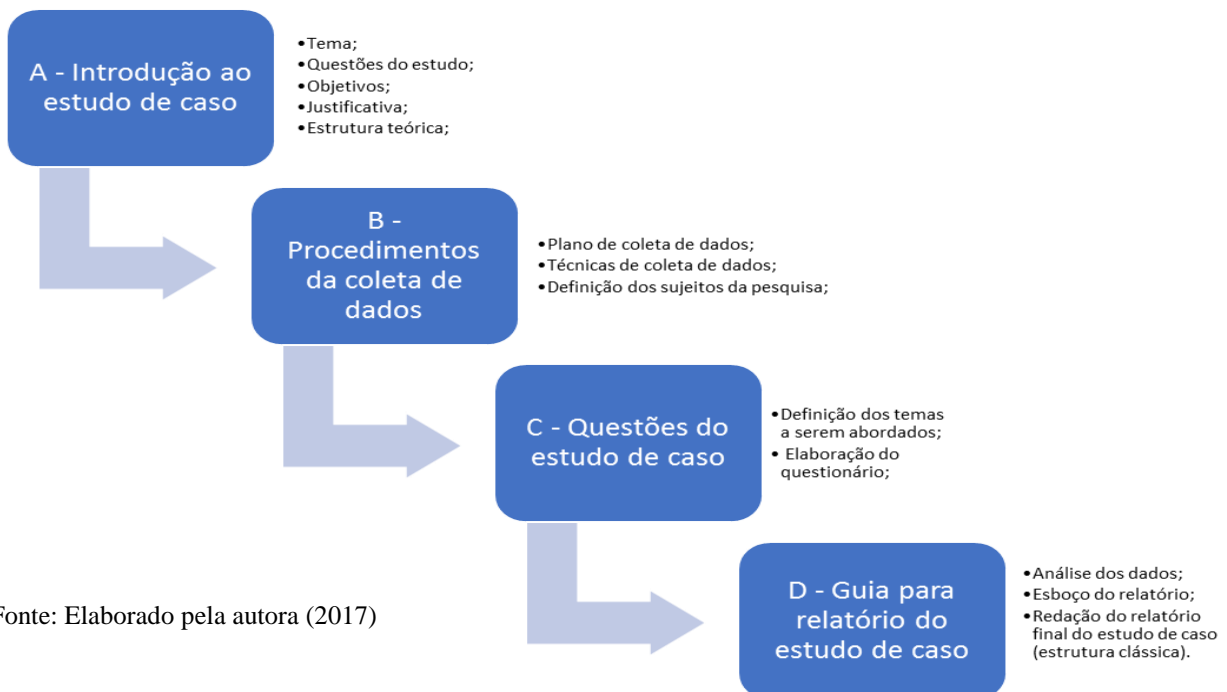 A - Introdução ao
estudo de caso
•Tema;
•Questões do estudo;
•Objetivos;
•Justificativa;
•Estrutura teórica;
B -
Procedimentos
da coleta de
dados
•Plano de coleta de dados;
•Técnicas de coleta de dados;
•Definição dos sujeitos da pesquisa;
C - Questões do
estudo de caso
•Definição dos temas
a serem abordados;
• Elaboração do
questionário;
D - Guia para
relatório do
estudo de caso
•Análise dos dados;
•Esboço do relatório;
•Redação do relatório
final do estudo de caso
(estrutura clássica).
Fonte: Elaborado pela autora (2017)